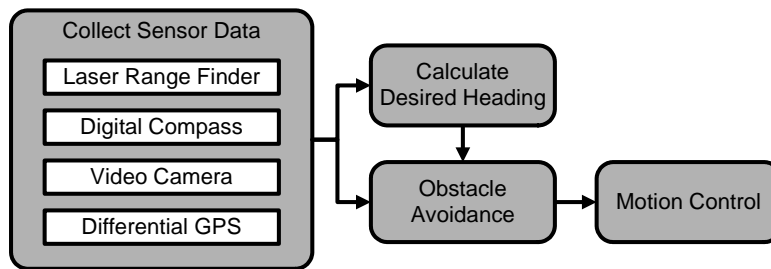 Collect Sensor Data
Laser Range Finder
Digital Compass
Video Camera
Differential GPS
Calculate
Desired Heading
Obstacle
Avoidance
Motion Control